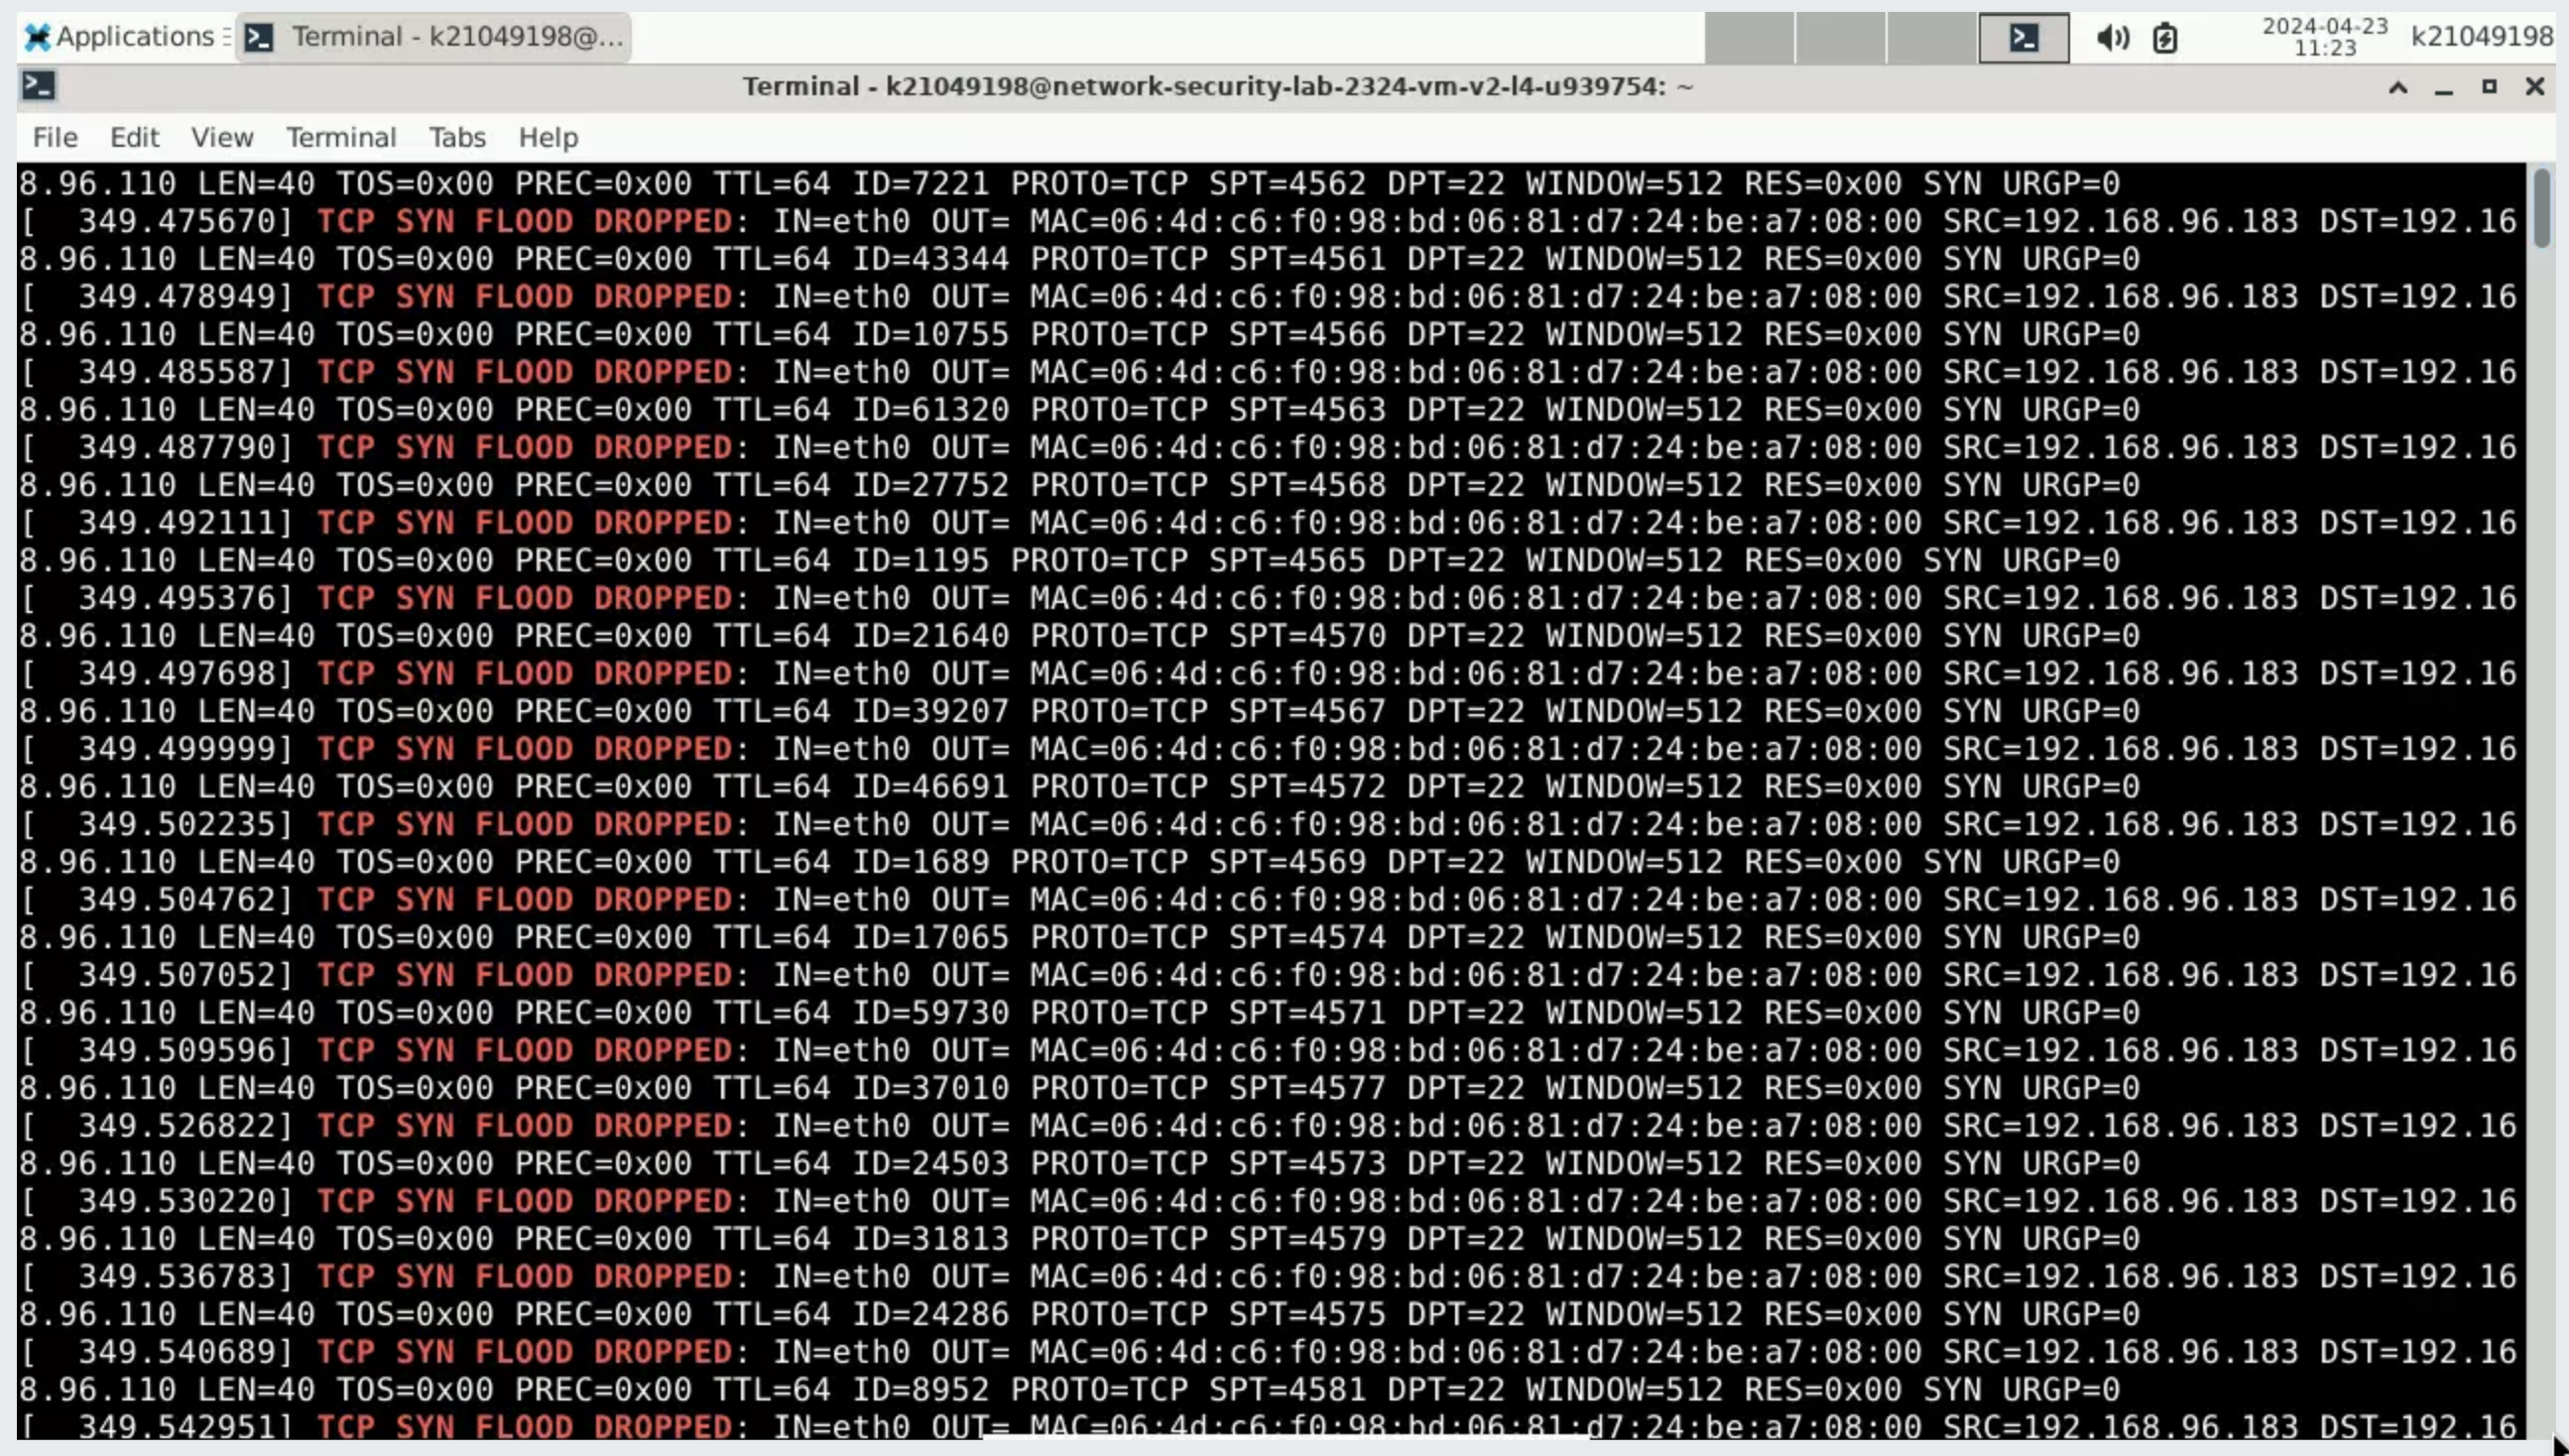 Applications
Terminal - k21049198@...
2024-04-23
11:23
k21049198
Terminal - k21049198@network-security-lab-2324-vm-v2-l4-u939754: ~
File Edit View Terminal Tabs Help
8.96.110 LEN=40 TOS=0x00 PREC=0x00 TTL=64 ID=7221 PROTO=TCP SPT=4562 DPT=22 WINDOW=512 RES=0x00 SYN URGP=0
[  349.475670] TCP SYN FLOOD DROPPED: IN=eth0 OUT= MAC=06:4d:c6:f0:98:bd:06:81:d7:24:be:a7:08:00 SRC=192.168.96.183 DST=192.16
8.96.110 LEN=40 TOS=0x00 PREC=0x00 TTL=64 ID=43344 PROTO=TCP SPT=4561 DPT=22 WINDOW=512 RES=0x00 SYN URGP=0
[  349.478949] TCP SYN FLOOD DROPPED: IN=eth0 OUT= MAC=06:4d:c6:f0:98:bd:06:81:d7:24:be:a7:08:00 SRC=192.168.96.183 DST=192.16
8.96.110 LEN=40 TOS=0x00 PREC=0x00 TTL=64 ID=10755 PROTO=TCP SPT=4566 DPT=22 WINDOW=512 RES=0x00 SYN URGP=0
[  349.485587] TCP SYN FLOOD DROPPED: IN=eth0 OUT= MAC=06:4d:c6:f0:98:bd:06:81:d7:24:be:a7:08:00 SRC=192.168.96.183 DST=192.16
8.96.110 LEN=40 TOS=0x00 PREC=0x00 TTL=64 ID=61320 PROTO=TCP SPT=4563 DPT=22 WINDOW=512 RES=0x00 SYN URGP=0
[  349.487790] TCP SYN FLOOD DROPPED: IN=eth0 OUT= MAC=06:4d:c6:f0:98:bd:06:81:d7:24:be:a7:08:00 SRC=192.168.96.183 DST=192.16
8.96.110 LEN=40 TOS=0x00 PREC=0x00 TTL=64 ID=27752 PROTO=TCP SPT=4568 DPT=22 WINDOW=512 RES=0x00 SYN URGP=0
[  349.492111] TCP SYN FLOOD DROPPED: IN=eth0 OUT= MAC=06:4d:c6:f0:98:bd:06:81:d7:24:be:a7:08:00 SRC=192.168.96.183 DST=192.16
8.96.110 LEN=40 TOS=0x00 PREC=0x00 TTL=64 ID=1195 PROTO=TCP SPT=4565 DPT=22 WINDOW=512 RES=0x00 SYN URGP=0
[  349.495376] TCP SYN FLOOD DROPPED: IN=eth0 OUT= MAC=06:4d:c6:f0:98:bd:06:81:d7:24:be:a7:08:00 SRC=192.168.96.183 DST=192.16
8.96.110 LEN=40 TOS=0x00 PREC=0x00 TTL=64 ID=21640 PROTO=TCP SPT=4570 DPT=22 WINDOW=512 RES=0x00 SYN URGP=0
[  349.497698] TCP SYN FLOOD DROPPED: IN=eth0 OUT= MAC=06:4d:c6:f0:98:bd:06:81:d7:24:be:a7:08:00 SRC=192.168.96.183 DST=192.16
8.96.110 LEN=40 TOS=0x00 PREC=0x00 TTL=64 ID=39207 PROTO=TCP SPT=4567 DPT=22 WINDOW=512 RES=0x00 SYN URGP=0
[  349.499999] TCP SYN FLOOD DROPPED: IN=eth0 OUT= MAC=06:4d:c6:f0:98:bd:06:81:d7:24:be:a7:08:00 SRC=192.168.96.183 DST=192.16
8.96.110 LEN=40 TOS=0x00 PREC=0x00 TTL=64 ID=46691 PROTO=TCP SPT=4572 DPT=22 WINDOW=512 RES=0x00 SYN URGP=0
[  349.502235] TCP SYN FLOOD DROPPED: IN=eth0 OUT= MAC=06:4d:c6:f0:98:bd:06:81:d7:24:be:a7:08:00 SRC=192.168.96.183 DST=192.16
8.96.110 LEN=40 TOS=0x00 PREC=0x00 TTL=64 ID=1689 PROTO=TCP SPT=4569 DPT=22 WINDOW=512 RES=0x00 SYN URGP=0
[  349.504762] TCP SYN FLOOD DROPPED: IN=eth0 OUT= MAC=06:4d:c6:f0:98:bd:06:81:d7:24:be:a7:08:00 SRC=192.168.96.183 DST=192.16
8.96.110 LEN=40 TOS=0x00 PREC=0x00 TTL=64 ID=17065 PROTO=TCP SPT=4574 DPT=22 WINDOW=512 RES=0x00 SYN URGP=0
[  349.507052] TCP SYN FLOOD DROPPED: IN=eth0 OUT= MAC=06:4d:c6:f0:98:bd:06:81:d7:24:be:a7:08:00 SRC=192.168.96.183 DST=192.16
8.96.110 LEN=40 TOS=0x00 PREC=0x00 TTL=64 ID=59730 PROTO=TCP SPT=4571 DPT=22 WINDOW=512 RES=0x00 SYN URGP=0
[  349.509596] TCP SYN FLOOD DROPPED: IN=eth0 OUT= MAC=06:4d:c6:f0:98:bd:06:81:d7:24:be:a7:08:00 SRC=192.168.96.183 DST=192.16
8.96.110 LEN=40 TOS=0x00 PREC=0x00 TTL=64 ID=37010 PROTO=TCP SPT=4577 DPT=22 WINDOW=512 RES=0x00 SYN URGP=0
[  349.526822] TCP SYN FLOOD DROPPED: IN=eth0 OUT= MAC=06:4d:c6:f0:98:bd:06:81:d7:24:be:a7:08:00 SRC=192.168.96.183 DST=192.16
8.96.110 LEN=40 TOS=0x00 PREC=0x00 TTL=64 ID=24503 PROTO=TCP SPT=4573 DPT=22 WINDOW=512 RES=0x00 SYN URGP=0
[  349.530220] TCP SYN FLOOD DROPPED: IN=eth0 OUT= MAC=06:4d:c6:f0:98:bd:06:81:d7:24:be:a7:08:00 SRC=192.168.96.183 DST=192.16
8.96.110 LEN=40 TOS=0x00 PREC=0x00 TTL=64 ID=31813 PROTO=TCP SPT=4579 DPT=22 WINDOW=512 RES=0x00 SYN URGP=0
[  349.536783] TCP SYN FLOOD DROPPED: IN=eth0 OUT= MAC=06:4d:c6:f0:98:bd:06:81:d7:24:be:a7:08:00 SRC=192.168.96.183 DST=192.16
8.96.110 LEN=40 TOS=0x00 PREC=0x00 TTL=64 ID=24286 PROTO=TCP SPT=4575 DPT=22 WINDOW=512 RES=0x00 SYN URGP=0
[  349.540689] TCP SYN FLOOD DROPPED: IN=eth0 OUT= MAC=06:4d:c6:f0:98:bd:06:81:d7:24:be:a7:08:00 SRC=192.168.96.183 DST=192.16
8.96.110 LEN=40 TOS=0x00 PREC=0x00 TTL=64 ID=8952 PROTO=TCP SPT=4581 DPT=22 WINDOW=512 RES=0x00 SYN URGP=0
[  349.542951] TCP SYN FLOOD DROPPED: IN=eth0 OUT= MAC=06:4d:c6:f0:98:bd:06:81:d7:24:be:a7:08:00 SRC=192.168.96.183 DST=192.16